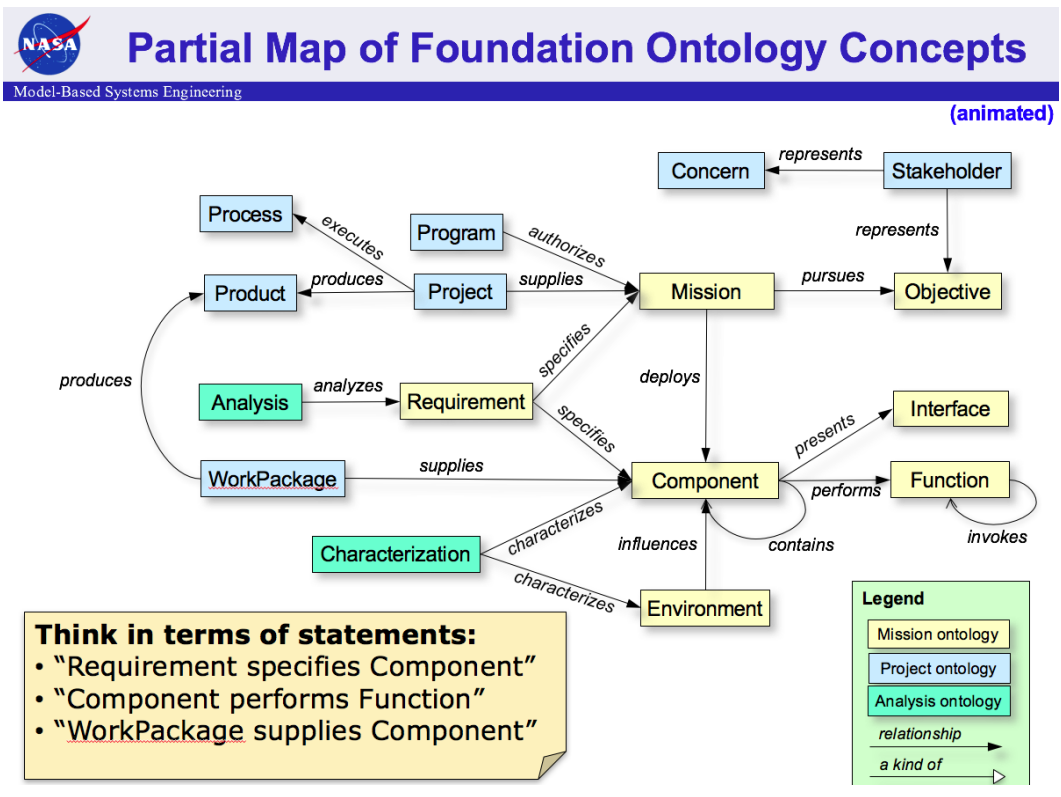 NASA
Partial Map of Foundation Ontology Concepts
Model-Based Systems Engineering
(animated)
Concern
represents
Stakeholder
Process
executes
Program
authorizes
represents
Product
produces
Project
supplies
Mission
pursues
Objective
produces
specifies
deploys
Analysis
analyzes
Requirement
specifies
Interface
presents
WorkPackage
supplies
Component
performs
Function
characterizes
influences
contains
invokes
Characterization
characterizes
Environment
Think in terms of statements:
• “Requirement specifies Component”
• “Component performs Function”
• “WorkPackage supplies Component”
Legend
Mission ontology
Project ontology
Analysis ontology
relationship
a kind of